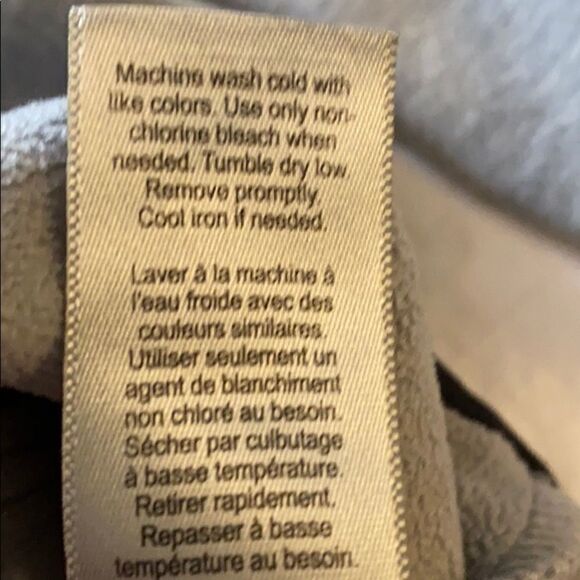 Machine wash cold with
like colors. Use only non-
chlorine bleach when
needed. Tumble dry low.
Remove promptly.
Cool iron if needed.
Laver à la machine à
l'eau froide avec des
couleurs similaires.
Utiliser seulement un
agent de blanchiment
non chloré au besoin.
Sécher par culbutage
à basse température.
Retirer rapidement.
Repasser à basse
température au besoin.